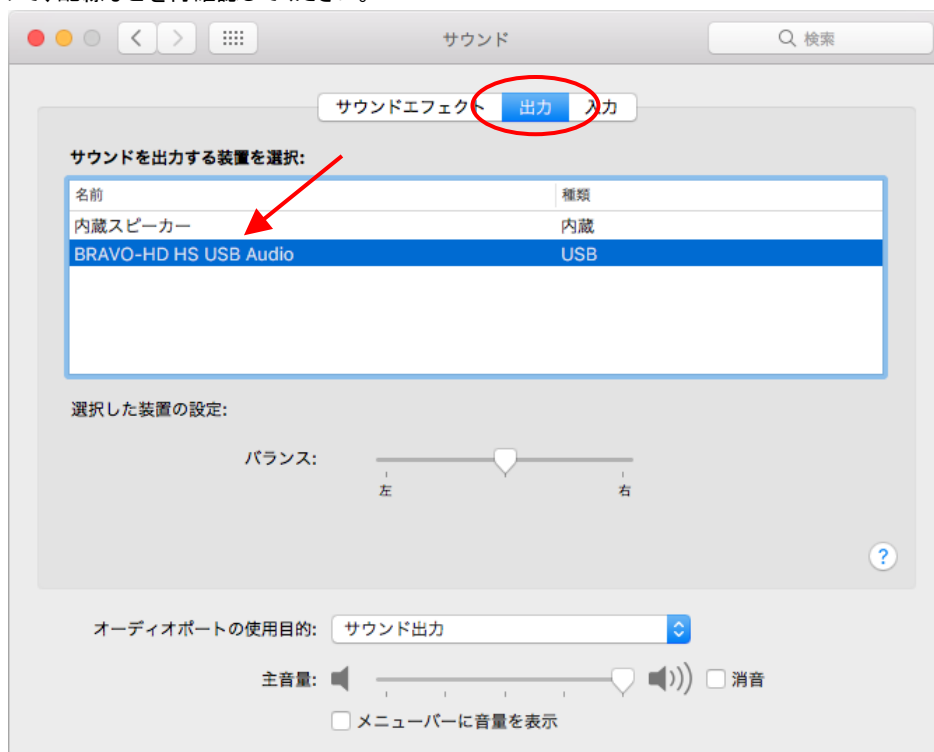 サウンド
検索
サウンドエフェクト 出力 入力
サウンドを出力する装置を選択:
名前 種類
内蔵スピーカー 内蔵
BRAVO-HD HS USB Audio USB
選択した装置の設定:
バランス:
左 右
?
オーディオポートの使用目的: サウンド出力
主音量: 消音
メニューバーに音量を表示